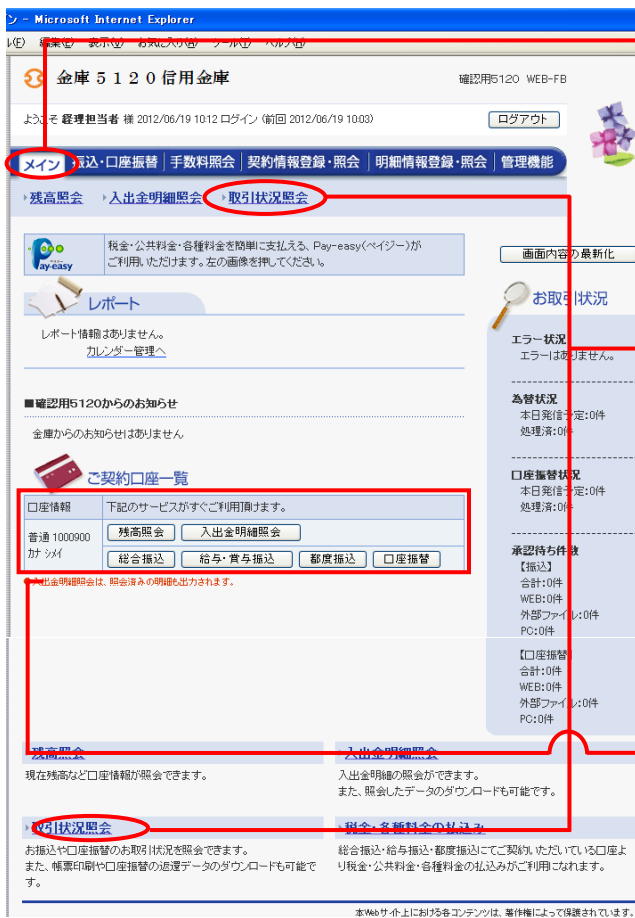 ン - Microsoft Internet Explorer
ル(F) 編集(E) 表示(V) お気に入り(A) ツール(T) ヘルプ(H)
金庫５１２０信用金庫
確認用5120 WEB-FB
ようこそ 経理担当者 様 2012/06/19 10:12 ログイン (前回 2012/06/19 10:03)
ログアウト
メイン 振込・口座振替 手数料照会 契約情報登録・照会 明細情報登録・照会 管理機能
残高照会 入出金明細照会 取引状況照会
Pay-easy
税金・公共料金・各種料金を簡単に支払える、Pay-easy(ペイジー)が
ご利用いただけます。左の画像を押してください。
画面内容の最新化
レポート
レポート情報はありません。
カレンダー管理へ
お取引状況
エラー状況
エラーはありません。
為替状況
本日発信予定:0件
処理済:0件
■確認用5120からのお知らせ
金庫からのお知らせはありません
口座振替状況
本日発信予定:0件
処理済:0件
ご契約口座一覧
口座情報 下記のサービスがすぐご利用頂けます。
普通 1000900
カナ シメイ
残高照会 入出金明細照会
総合振込 給与・賞与振込 都度振込 口座振替
●入出金明細照会は、照会済みの明細も出力されます。
承認待ち件数
【振込】
合計:0件
WEB:0件
外部ファイル:0件
PC:0件
【口座振替】
合計:0件
WEB:0件
外部ファイル:0件
PC:0件
残高照会
現在残高など口座情報が照会できます。
入出金明細照会
入出金明細の照会ができます。
また、照会したデータのダウンロードも可能です。
取引状況照会
お振込や口座振替のお取引状況を照会できます。
また、帳票印刷や口座振替の返還データのダウンロードも可能で
す。
税金・各種料金の払込み
総合振込・給与振込・都度振込にてご契約いただいている口座よ
り税金・公共料金・各種料金の払込みがご利用になれます。
本Webサイト上における各コンテンツは、著作権によって保護されています。